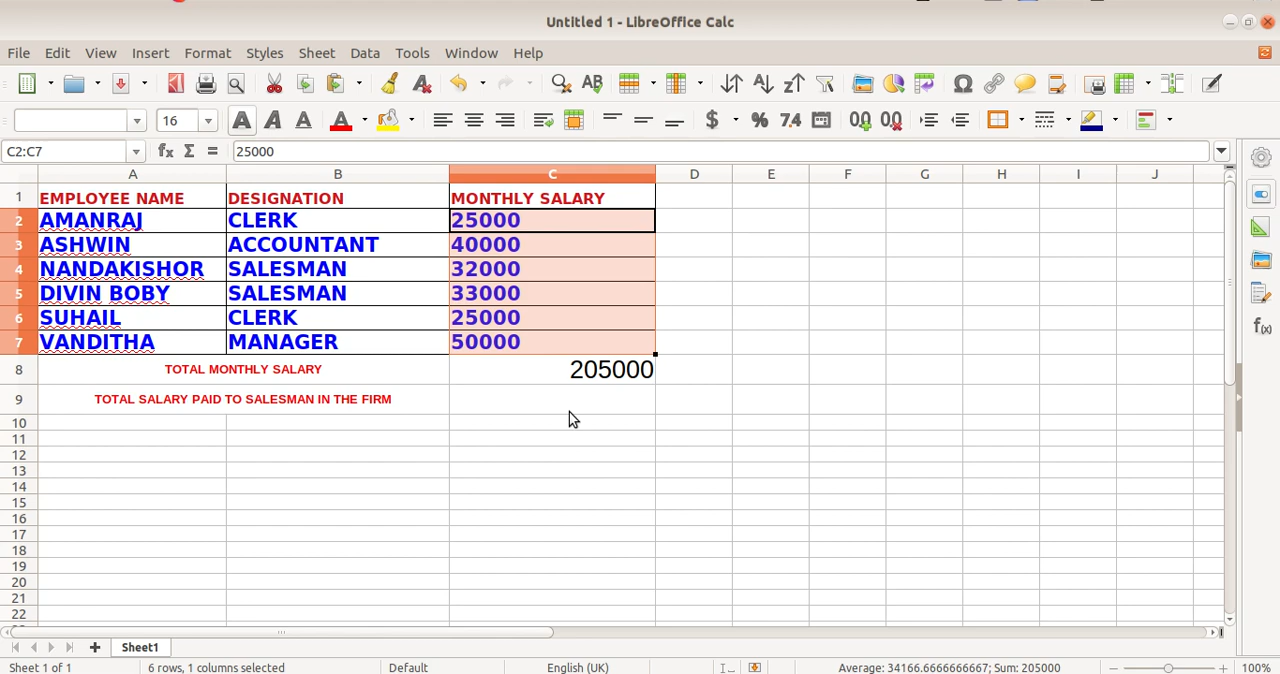 Untitled 1 - LibreOffice Calc
File Edit View Insert Format Styles Sheet Data Tools Window Help
16
C2:C7 25000
A B C D E F G H I J
1 EMPLOYEE NAME DESIGNATION MONTHLY SALARY
2 AMANRAJ CLERK 25000
3 ASHWIN ACCOUNTANT 40000
4 NANDAKISHOR SALESMAN 32000
5 DIVIN BOBY SALESMAN 33000
6 SUHAIL CLERK 25000
7 VANDITHA MANAGER 50000
8 TOTAL MONTHLY SALARY 205000
9 TOTAL SALARY PAID TO SALESMAN IN THE FIRM
10
11
12
13
14
15
16
17
18
19
20
21
22
Sheet1
Sheet 1 of 1 6 rows, 1 columns selected Default English (UK) Average: 34166.6666666667; Sum: 205000 100%